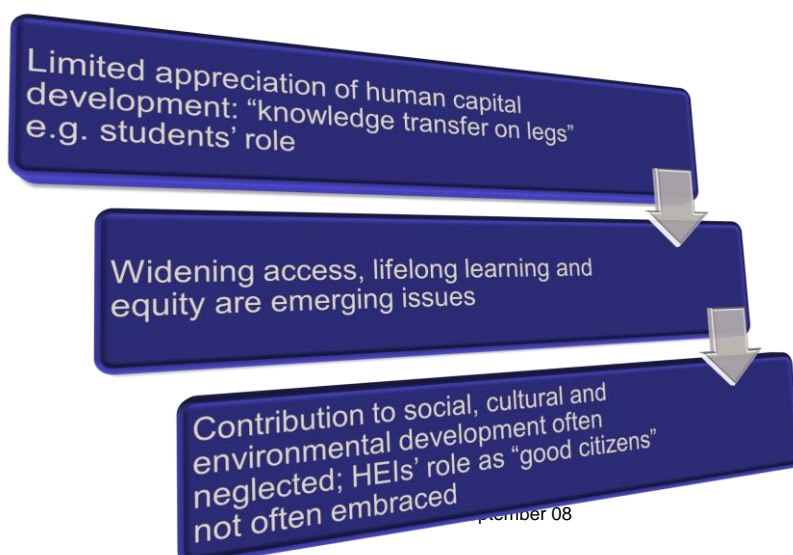 Limited appreciation of human capital
development: “knowledge transfer on legs”
e.g. students’ role
Widening access, lifelong learning and
equity are emerging issues
Contribution to social, cultural and
environmental development often
neglected; HEIs’ role as “good citizens”
not often embraced
08